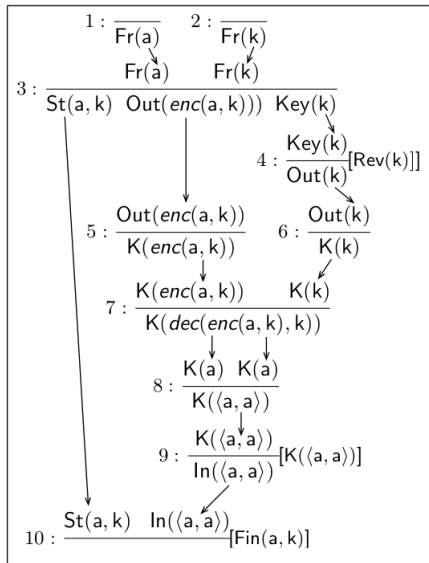 1 : Fr(a) 2 : Fr(k)
Fr(a) Fr(k)
3 :
St(a, k) Out(enc(a, k))) Key(k)
Key(k)
4 : [Rev(k)]]
Out(k)
Out(enc(a, k)) Out(k)
5 : 6 :
K(enc(a, k)) K(k)
K(enc(a, k)) K(k)
7 :
K(dec(enc(a, k), k))
K(a) K(a)
8 :
K(⟨a, a⟩)
K(⟨a, a⟩)
9 : [K(⟨a, a⟩)]
In(⟨a, a⟩)
St(a, k) In(⟨a, a⟩)
10 : [Fin(a, k)]